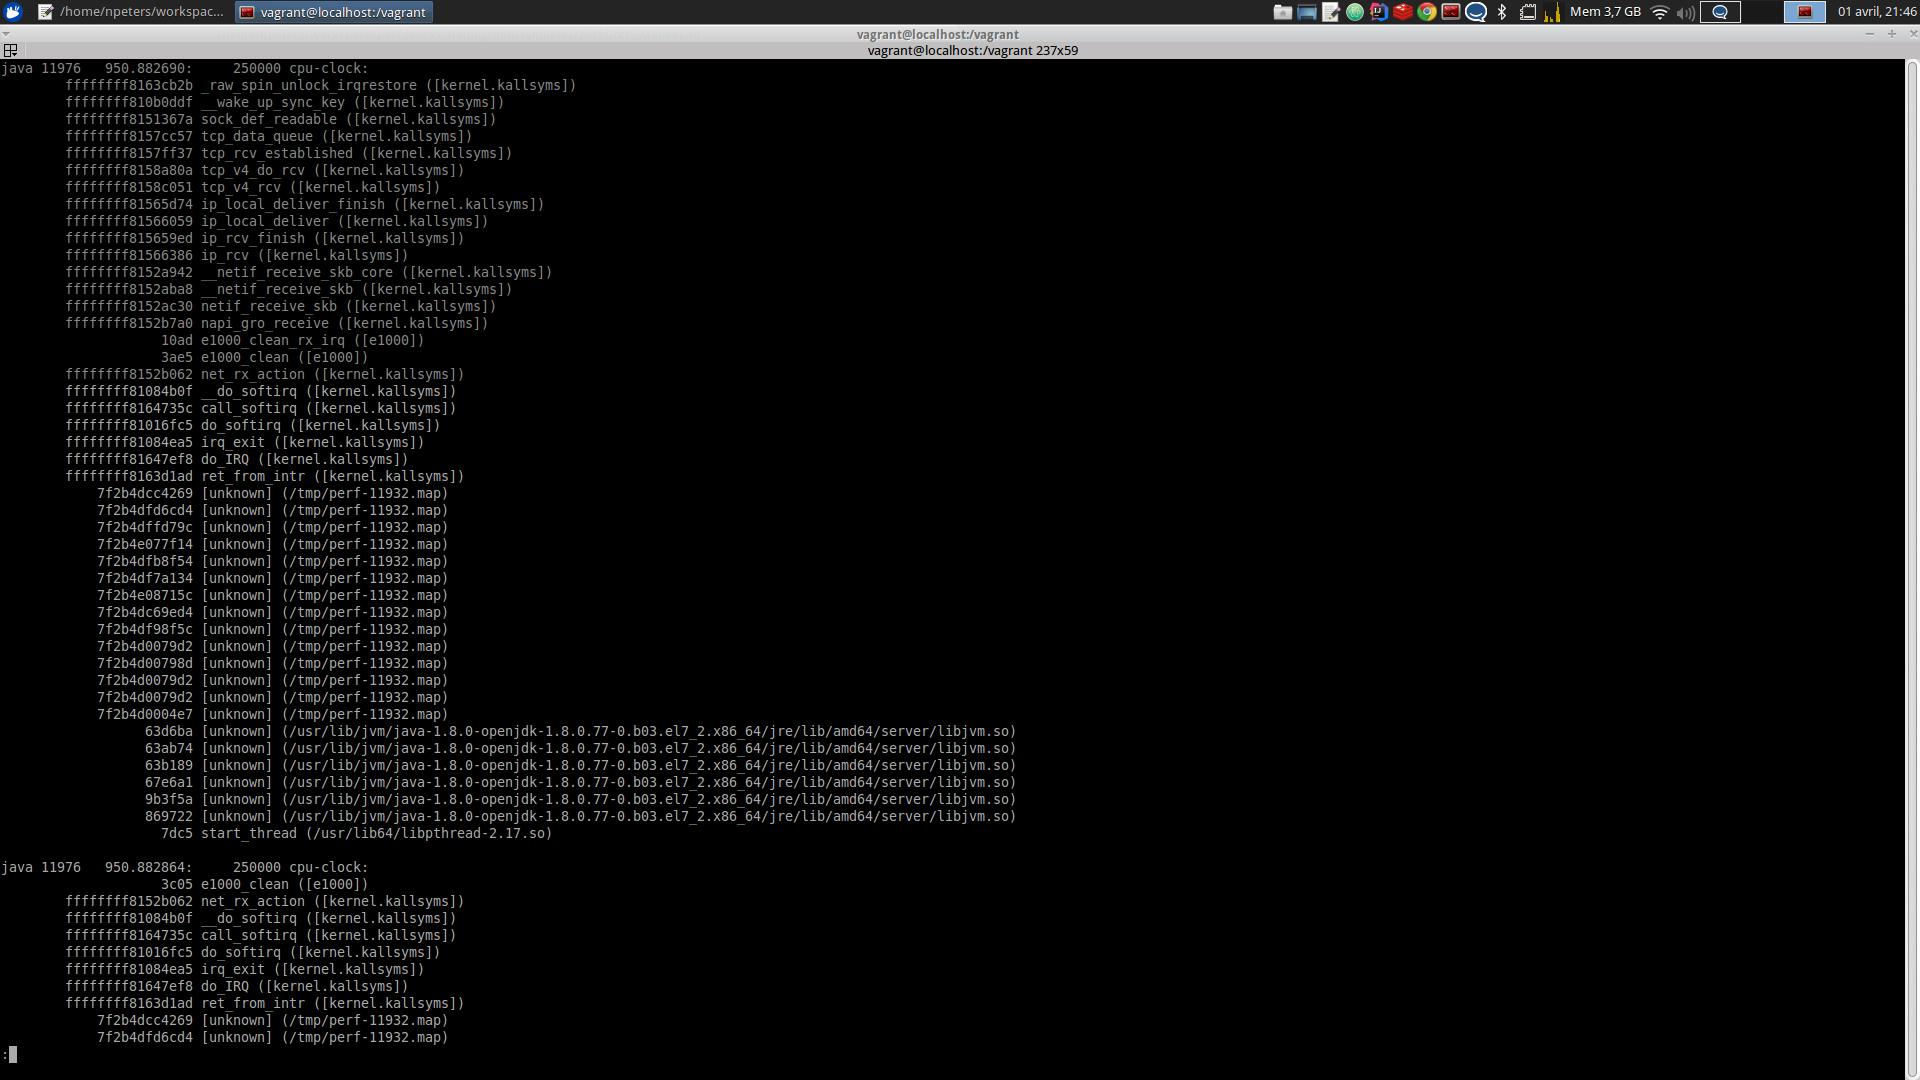 /home/npeters/workspac... vagrant@localhost:/vagrant Mem 3,7 GB 01 avril, 21:46
vagrant@localhost:/vagrant
vagrant@localhost:/vagrant 237x59
java 11976   950.882690:     250000 cpu-clock:
ffffffff8163cb2b _raw_spin_unlock_irqrestore ([kernel.kallsyms])
ffffffff810b0ddf __wake_up_sync_key ([kernel.kallsyms])
ffffffff8151367a sock_def_readable ([kernel.kallsyms])
ffffffff8157cc57 tcp_data_queue ([kernel.kallsyms])
ffffffff8157ff37 tcp_rcv_established ([kernel.kallsyms])
ffffffff8158a80a tcp_v4_do_rcv ([kernel.kallsyms])
ffffffff8158c051 tcp_v4_rcv ([kernel.kallsyms])
ffffffff81565d74 ip_local_deliver_finish ([kernel.kallsyms])
ffffffff81566059 ip_local_deliver ([kernel.kallsyms])
ffffffff815659ed ip_rcv_finish ([kernel.kallsyms])
ffffffff81566386 ip_rcv ([kernel.kallsyms])
ffffffff8152a942 __netif_receive_skb_core ([kernel.kallsyms])
ffffffff8152aba8 __netif_receive_skb ([kernel.kallsyms])
ffffffff8152ac30 netif_receive_skb ([kernel.kallsyms])
ffffffff8152b7a0 napi_gro_receive ([kernel.kallsyms])
10ad e1000_clean_rx_irq ([e1000])
3ae5 e1000_clean ([e1000])
ffffffff8152b062 net_rx_action ([kernel.kallsyms])
ffffffff81084b0f __do_softirq ([kernel.kallsyms])
ffffffff8164735c call_softirq ([kernel.kallsyms])
ffffffff81016fc5 do_softirq ([kernel.kallsyms])
ffffffff81084ea5 irq_exit ([kernel.kallsyms])
ffffffff81647ef8 do_IRQ ([kernel.kallsyms])
ffffffff8163d1ad ret_from_intr ([kernel.kallsyms])
7f2b4dcc4269 [unknown] (/tmp/perf-11932.map)
7f2b4dfd6cd4 [unknown] (/tmp/perf-11932.map)
7f2b4dffd79c [unknown] (/tmp/perf-11932.map)
7f2b4e077f14 [unknown] (/tmp/perf-11932.map)
7f2b4dfb8f54 [unknown] (/tmp/perf-11932.map)
7f2b4df7a134 [unknown] (/tmp/perf-11932.map)
7f2b4e08715c [unknown] (/tmp/perf-11932.map)
7f2b4dc69ed4 [unknown] (/tmp/perf-11932.map)
7f2b4df98f5c [unknown] (/tmp/perf-11932.map)
7f2b4d0079d2 [unknown] (/tmp/perf-11932.map)
7f2b4d00798d [unknown] (/tmp/perf-11932.map)
7f2b4d0079d2 [unknown] (/tmp/perf-11932.map)
7f2b4d0079d2 [unknown] (/tmp/perf-11932.map)
7f2b4d0004e7 [unknown] (/tmp/perf-11932.map)
63d6ba [unknown] (/usr/lib/jvm/java-1.8.0-openjdk-1.8.0.77-0.b03.el7_2.x86_64/jre/lib/amd64/server/libjvm.so)
63ab74 [unknown] (/usr/lib/jvm/java-1.8.0-openjdk-1.8.0.77-0.b03.el7_2.x86_64/jre/lib/amd64/server/libjvm.so)
63b189 [unknown] (/usr/lib/jvm/java-1.8.0-openjdk-1.8.0.77-0.b03.el7_2.x86_64/jre/lib/amd64/server/libjvm.so)
67e6a1 [unknown] (/usr/lib/jvm/java-1.8.0-openjdk-1.8.0.77-0.b03.el7_2.x86_64/jre/lib/amd64/server/libjvm.so)
9b3f5a [unknown] (/usr/lib/jvm/java-1.8.0-openjdk-1.8.0.77-0.b03.el7_2.x86_64/jre/lib/amd64/server/libjvm.so)
869722 [unknown] (/usr/lib/jvm/java-1.8.0-openjdk-1.8.0.77-0.b03.el7_2.x86_64/jre/lib/amd64/server/libjvm.so)
7dc5 start_thread (/usr/lib64/libpthread-2.17.so)
java 11976   950.882864:     250000 cpu-clock:
3c05 e1000_clean ([e1000])
ffffffff8152b062 net_rx_action ([kernel.kallsyms])
ffffffff81084b0f __do_softirq ([kernel.kallsyms])
ffffffff8164735c call_softirq ([kernel.kallsyms])
ffffffff81016fc5 do_softirq ([kernel.kallsyms])
ffffffff81084ea5 irq_exit ([kernel.kallsyms])
ffffffff81647ef8 do_IRQ ([kernel.kallsyms])
ffffffff8163d1ad ret_from_intr ([kernel.kallsyms])
7f2b4dcc4269 [unknown] (/tmp/perf-11932.map)
7f2b4dfd6cd4 [unknown] (/tmp/perf-11932.map)
: